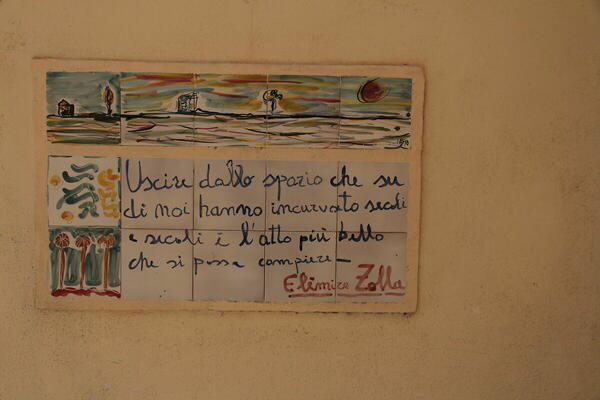 Uscire dallo spazio che su
di noi hanno incurvato secoli
e secoli è l'atto più bello
che si possa compiere—
Elémire Zolla